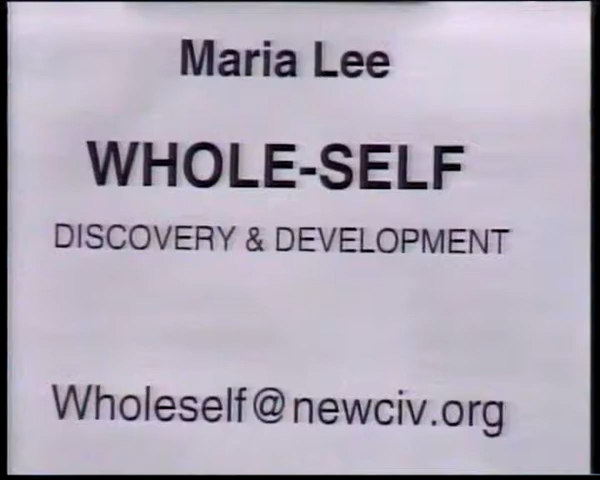 Maria Lee
WHOLE-SELF
DISCOVERY & DEVELOPMENT
Wholeself@newciv.org